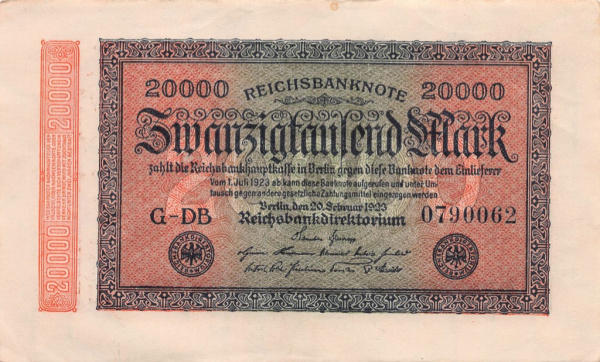 20000
20000
REICHSBANKNOTE
20000
Zwanzigtausend Mark
zahlt die Reichsbankhauptkasse in Berlin gegen diese Banknote dem Einlieferer
Vom 1. Juli 1923 ab kann diese Banknote aufgerufen und unter Um-
tausch gegen andere gesetzliche Zahlungsmittel eingezogen werden
Berlin, den 20. Februar 1923
G-DB
Reichsbankdirektorium
0790062
20000